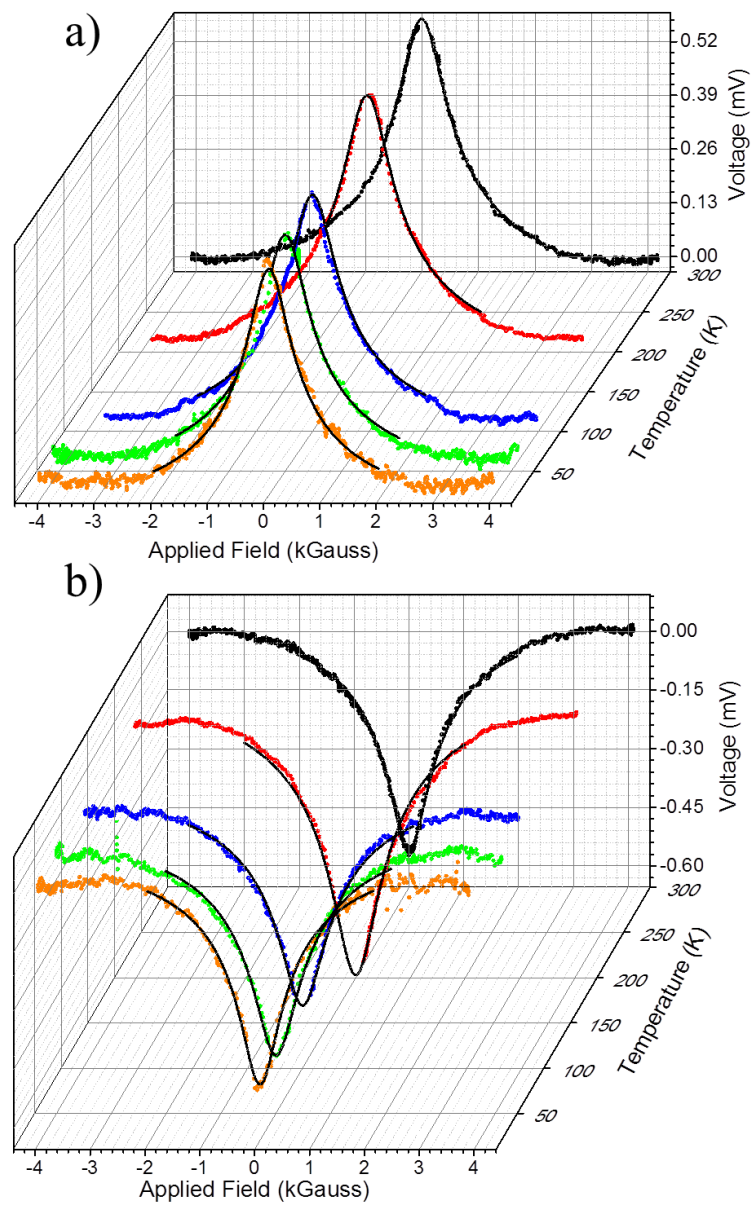 a)
0.52
0.39
0.26
0.13
0.00
Voltage (mV)
300
250
200
150
100
50
Temperature (K)
-4 -3 -2 -1 0 1 2 3 4
Applied Field (kGauss)
b)
0.00
-0.15
-0.30
-0.45
-0.60
Voltage (mV)
300
250
200
150
100
50
Temperature (K)
-4 -3 -2 -1 0 1 2 3 4
Applied Field (kGauss)